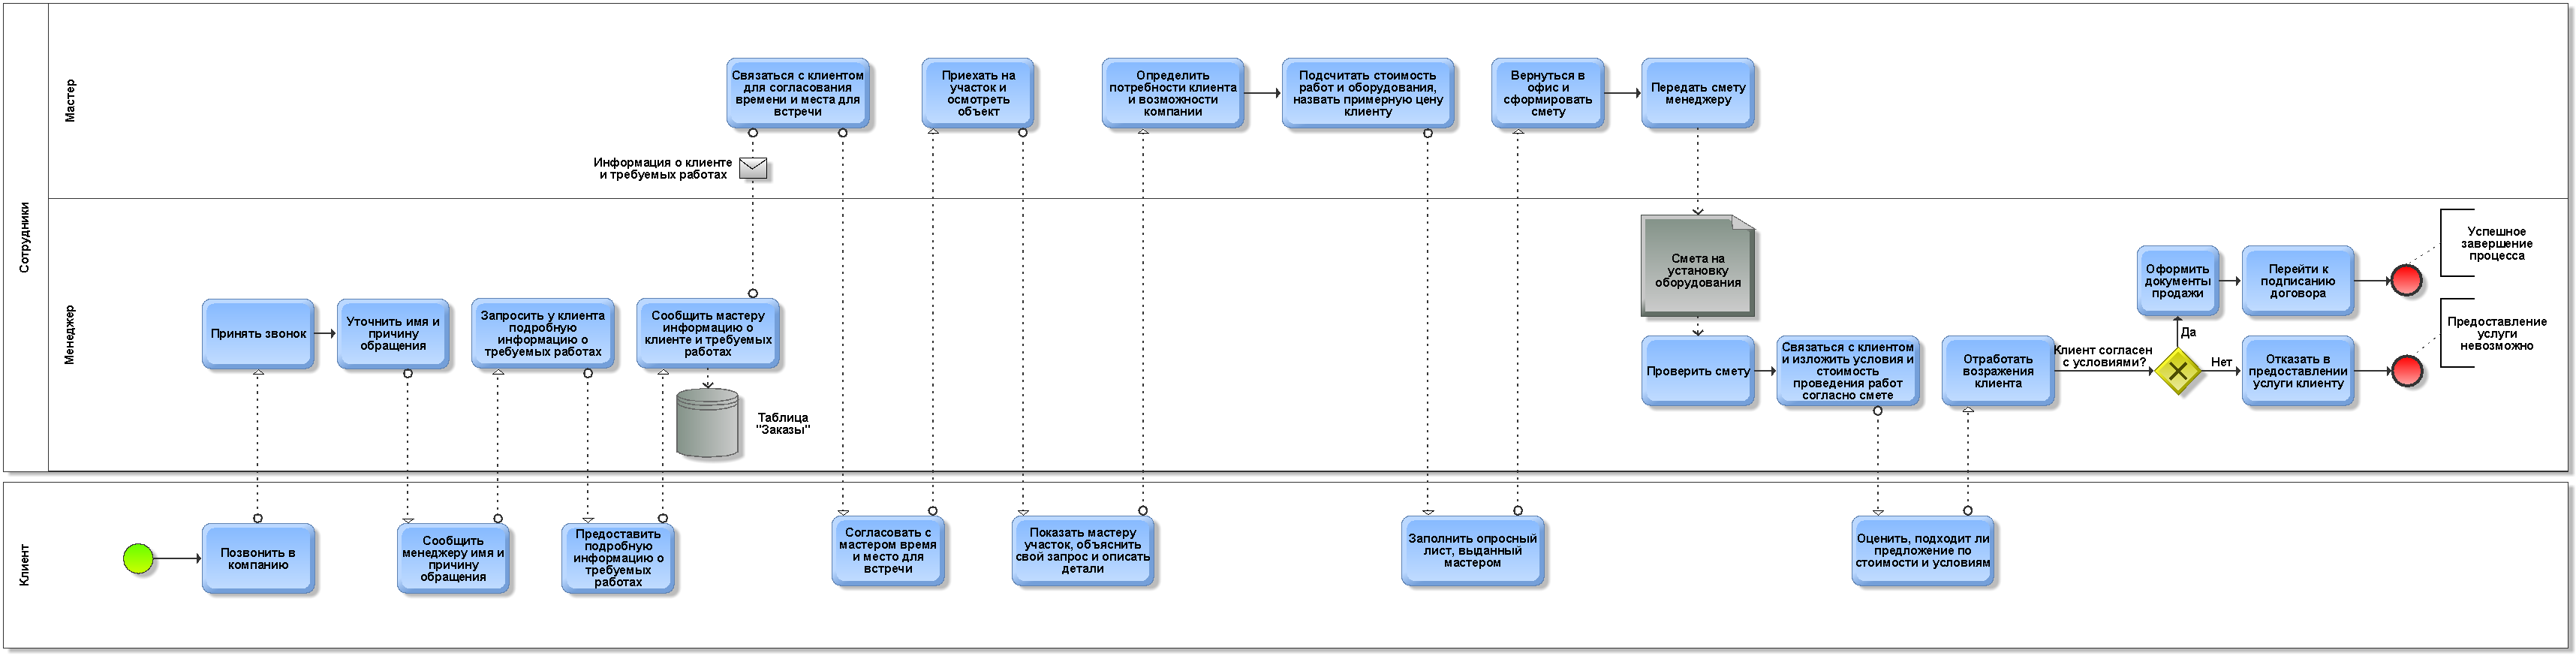 Сотрудники
Мастер
Связаться с клиентом
для согласования
времени и места для
встречи
Приехать на
участок и
осмотреть
объект
Определить
потребности клиента
и возможности
компании
Подсчитать стоимость
работ и оборудования,
назвать примерную цену
клиенту
Вернуться в
офис и
сформировать
смету
Передать смету
менеджеру
Информация о клиенте
и требуемых работах
Менеджер
Принять звонок
Уточнить имя и
причину
обращения
Запросить у клиента
подробную
информацию о
требуемых работах
Сообщить мастеру
информацию о
клиенте и требуемых
работах
Таблица
"Заказы"
Смета на
установку
оборудования
Проверить смету
Связаться с клиентом
и изложить условия и
стоимость
проведения работ
согласно смете
Отработать
возражения
клиента
Клиент согласен
с условиями?
Да
Нет
Оформить
документы
продажи
Перейти к
подписанию
договора
Успешное
завершение
процесса
Отказать в
предоставлении
услуги клиенту
Предоставление
услуги
невозможно
Клиент
Позвонить в
компанию
Сообщить
менеджеру имя и
причину
обращения
Предоставить
подробную
информацию о
требуемых
работах
Согласовать с
мастером время
и место для
встречи
Показать мастеру
участок, объяснить
свой запрос и описать
детали
Заполнить опросный
лист, выданный
мастером
Оценить, подходит ли
предложение по
стоимости и условиям